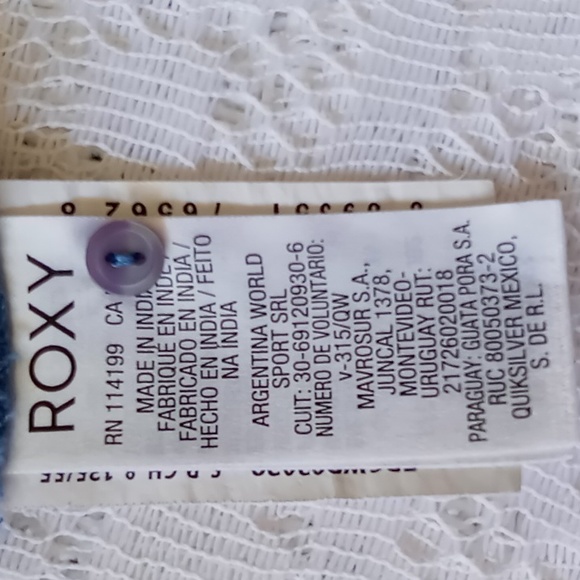 ROXY
RN 114199 CA
MADE IN INDIA
FABRIQUÉ EN INDE
FABRICADO EN INDIA /
HECHO EN INDIA / FEITO
NA INDIA
ARGENTINA WORLD
SPORT SRL
CUIT: 30-69120930-6
NUMERO DE VOLUNTARIO:
V-315/QW
MAVROSUR S.A.,
JUNCAL 1378,
MONTEVIDEO-
URUGUAY RUT:
217260220018
PARAGUAY: GUATA PORA S.A.
RUC 80050373-2
QUIKSILVER MEXICO,
S. DE R.L.